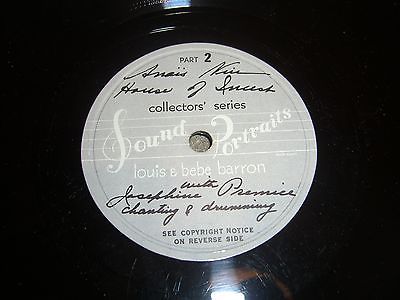 PART 2
Anaïs Nin
House of Incest
collectors' series
Sound Portraits
louis & bebe barron
with
Josephine Premice
chanting & drumming
SEE COPYRIGHT NOTICE
ON REVERSE SIDE